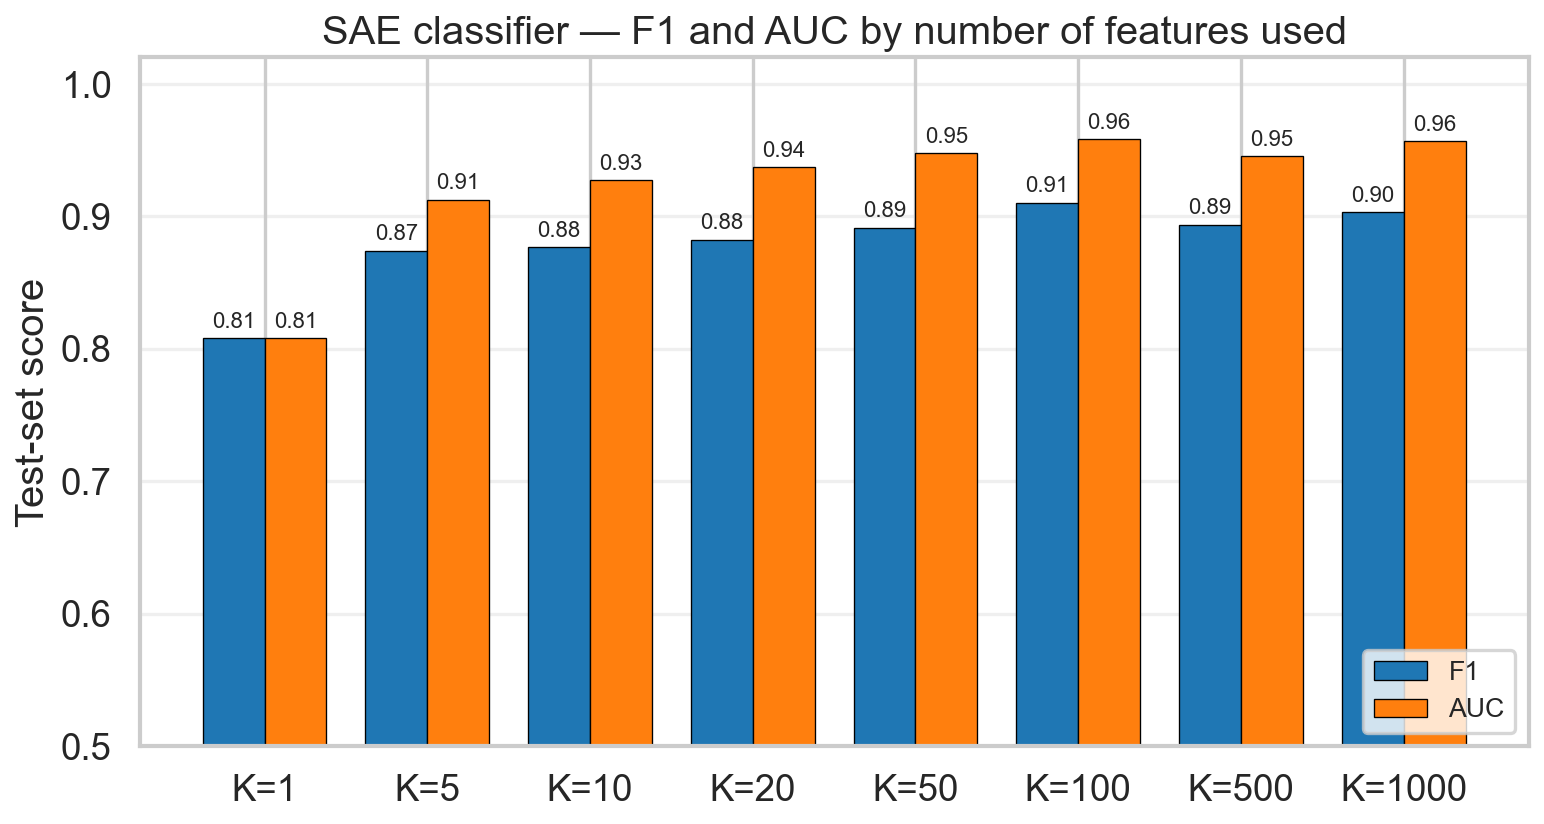 SAE classifier — F1 and AUC by number of features used
Test-set score
1.0
0.9
0.8
0.7
0.6
0.5
0.81 0.81
0.87 0.91
0.88 0.93
0.88 0.94
0.89 0.95
0.91 0.96
0.89 0.95
0.90 0.96
F1
AUC
K=1 K=5 K=10 K=20 K=50 K=100 K=500 K=1000